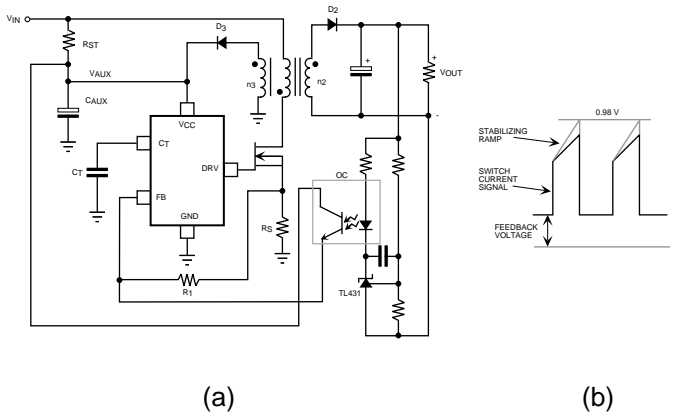 VIN
D3
D2
RST
+
+
VAUX
n3
n2
VOUT
CAUX
-
VCC
CT
CT
DRV
OC
FB
GND
RS
R1
TL431
0.98 V
STABILIZING
RAMP
SWITCH
CURRENT
SIGNAL
FEEDBACK
VOLTAGE
(a)
(b)